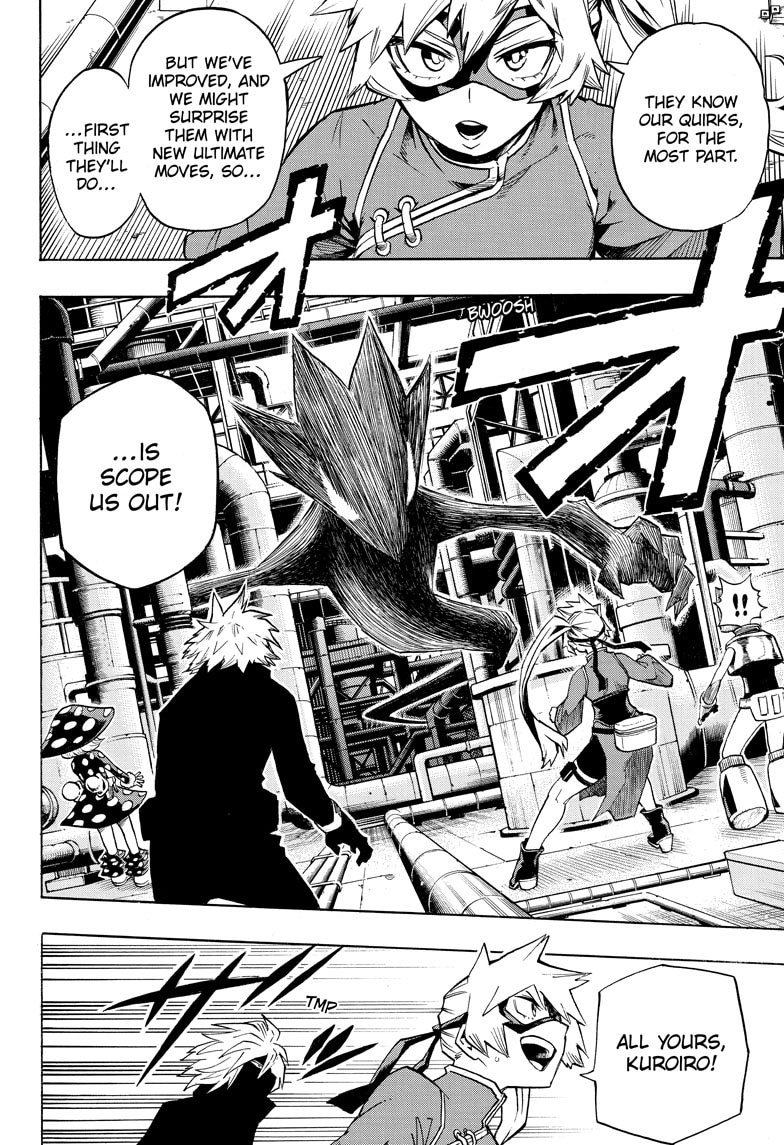 THEY KNOW
OUR QUIRKS,
FOR THE
MOST PART.
BUT WE'VE
IMPROVED, AND
WE MIGHT
SURPRISE
THEM WITH
NEW ULTIMATE
MOVES, SO...
...FIRST
THING
THEY'LL
DO...
BWOOSH
オオ
...IS
SCOPE
US OUT!
!!
ALL YOURS,
KUROIRO!
TMP